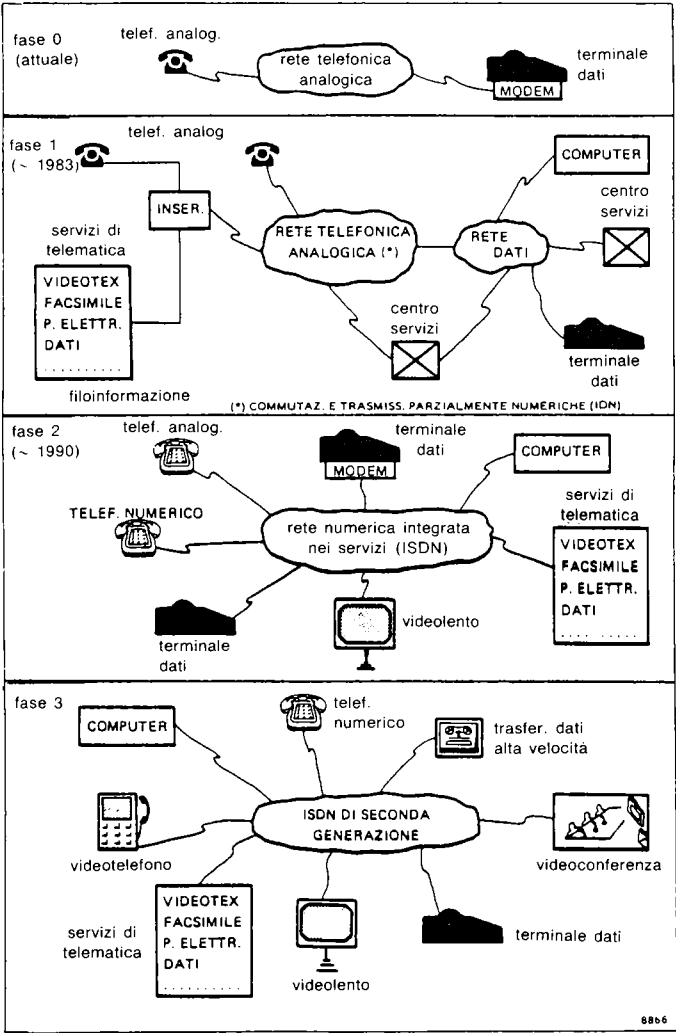 fase 0
(attuale)
telef. analog.
rete telefonica
analogica
terminale
dati
MODEM
fase 1
(~ 1983)
telef. analog
INSER.
servizi di
telematica
VIDEOTEX
FACSIMILE
P. ELETTR.
DATI
. . . . . . . . . .
filoinformazione
RETE TELEFONICA
ANALOGICA (*)
RETE
DATI
COMPUTER
centro
servizi
centro
servizi
terminale
dati
(*) COMMUTAZ. E TRASMISS. PARZIALMENTE NUMERICHE (IDN)
fase 2
(~ 1990)
telef. analog.
terminale
dati
MODEM
COMPUTER
TELEF. NUMERICO
rete numerica integrata
nei servizi (ISDN)
servizi di
telematica
VIDEOTEX
FACSIMILE
P. ELETTR.
DATI
. . . . . . . . . .
terminale
dati
videolento
fase 3
COMPUTER
telef.
numerico
trasfer. dati
alta velocità
ISDN DI SECONDA
GENERAZIONE
videotelefono
videoconferenza
servizi di
telematica
VIDEOTEX
FACSIMILE
P. ELETTR.
DATI
. . . . . . . . . .
videolento
terminale dati
8866